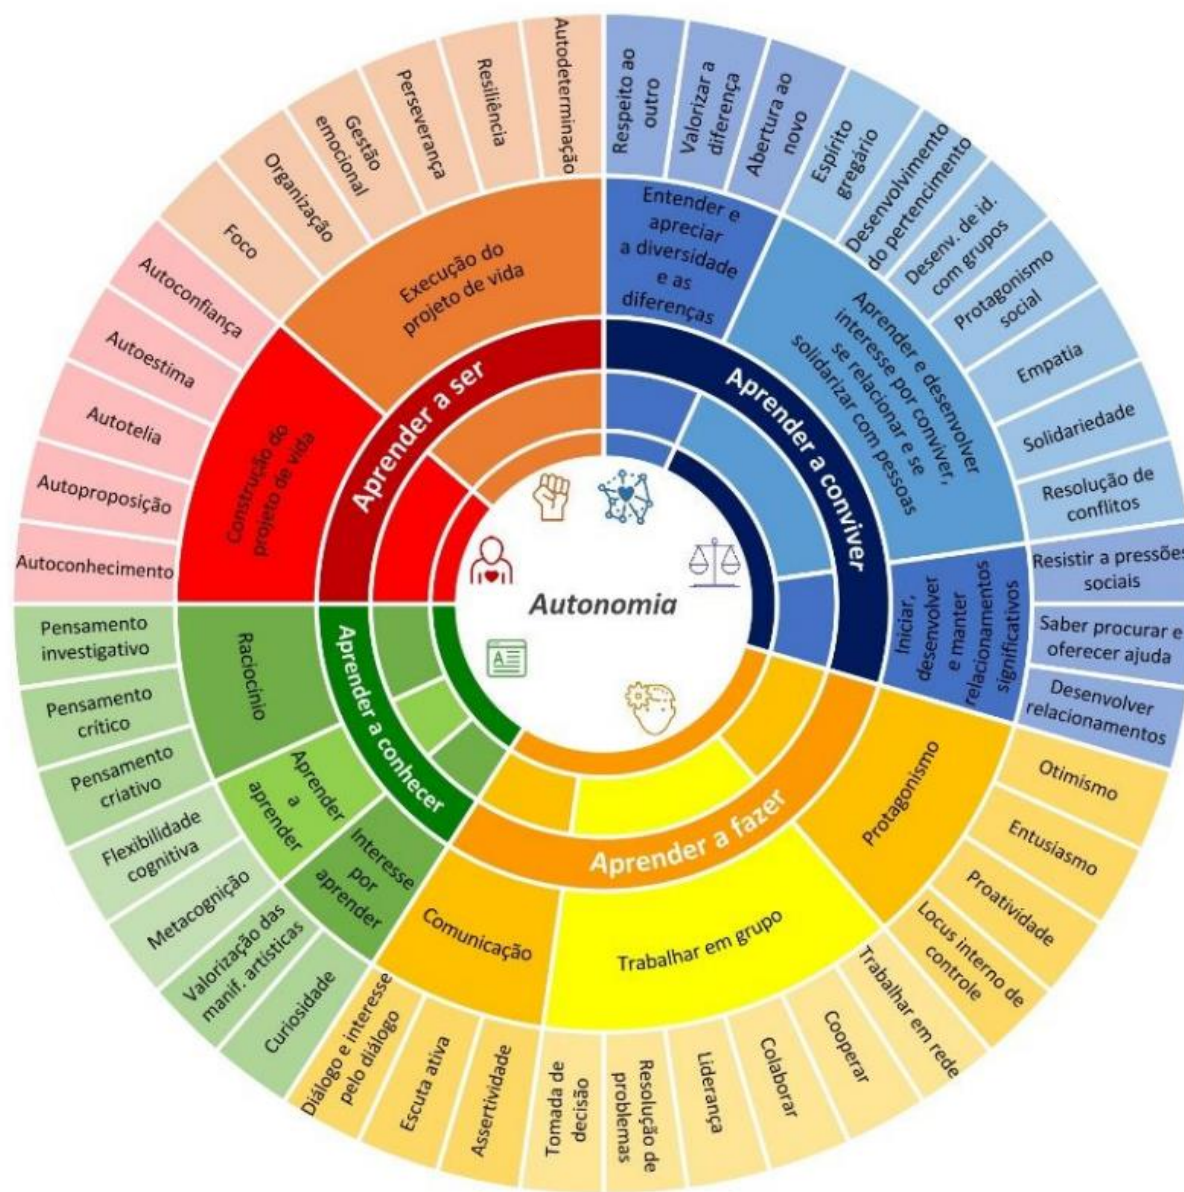 Autonomia
Aprender a ser
Execução do
projeto de vida
Autodeterminação
Resiliência
Perseverança
Gestão
emocional
Organização
Foco
Construção do
projeto de vida
Autoconfiança
Autoestima
Autotelia
Autoproposição
Autoconhecimento
Aprender a conviver
Entender e
apreciar
a diversidade
e as
diferenças
Respeito ao
outro
Valorizar a
diferença
Abertura ao
novo
Aprender e desenvolver
interesse por conviver,
se relacionar e se
solidarizar com pessoas
Espírito
gregário
Desenvolvimento
do pertencimento
Desenv. de id.
com grupos
Protagonismo
social
Empatia
Solidariedade
Resolução de
conflitos
Iniciar,
desenvolver
e manter
relacionamentos
significativos
Resistir a pressões
sociais
Saber procurar e
oferecer ajuda
Desenvolver
relacionamentos
Aprender a fazer
Protagonismo
Otimismo
Entusiasmo
Proatividade
Locus interno de
controle
Trabalhar em grupo
Trabalhar em rede
Cooperar
Colaborar
Liderança
Resolução de
problemas
Tomada de
decisão
Comunicação
Assertividade
Escuta ativa
Diálogo e interesse
pelo diálogo
Aprender a conhecer
Interesse
por
aprender
Curiosidade
Valorização das
manif. artísticas
Aprender
a
aprender
Metacognição
Flexibilidade
cognitiva
Raciocínio
Pensamento
criativo
Pensamento
crítico
Pensamento
investigativo
A